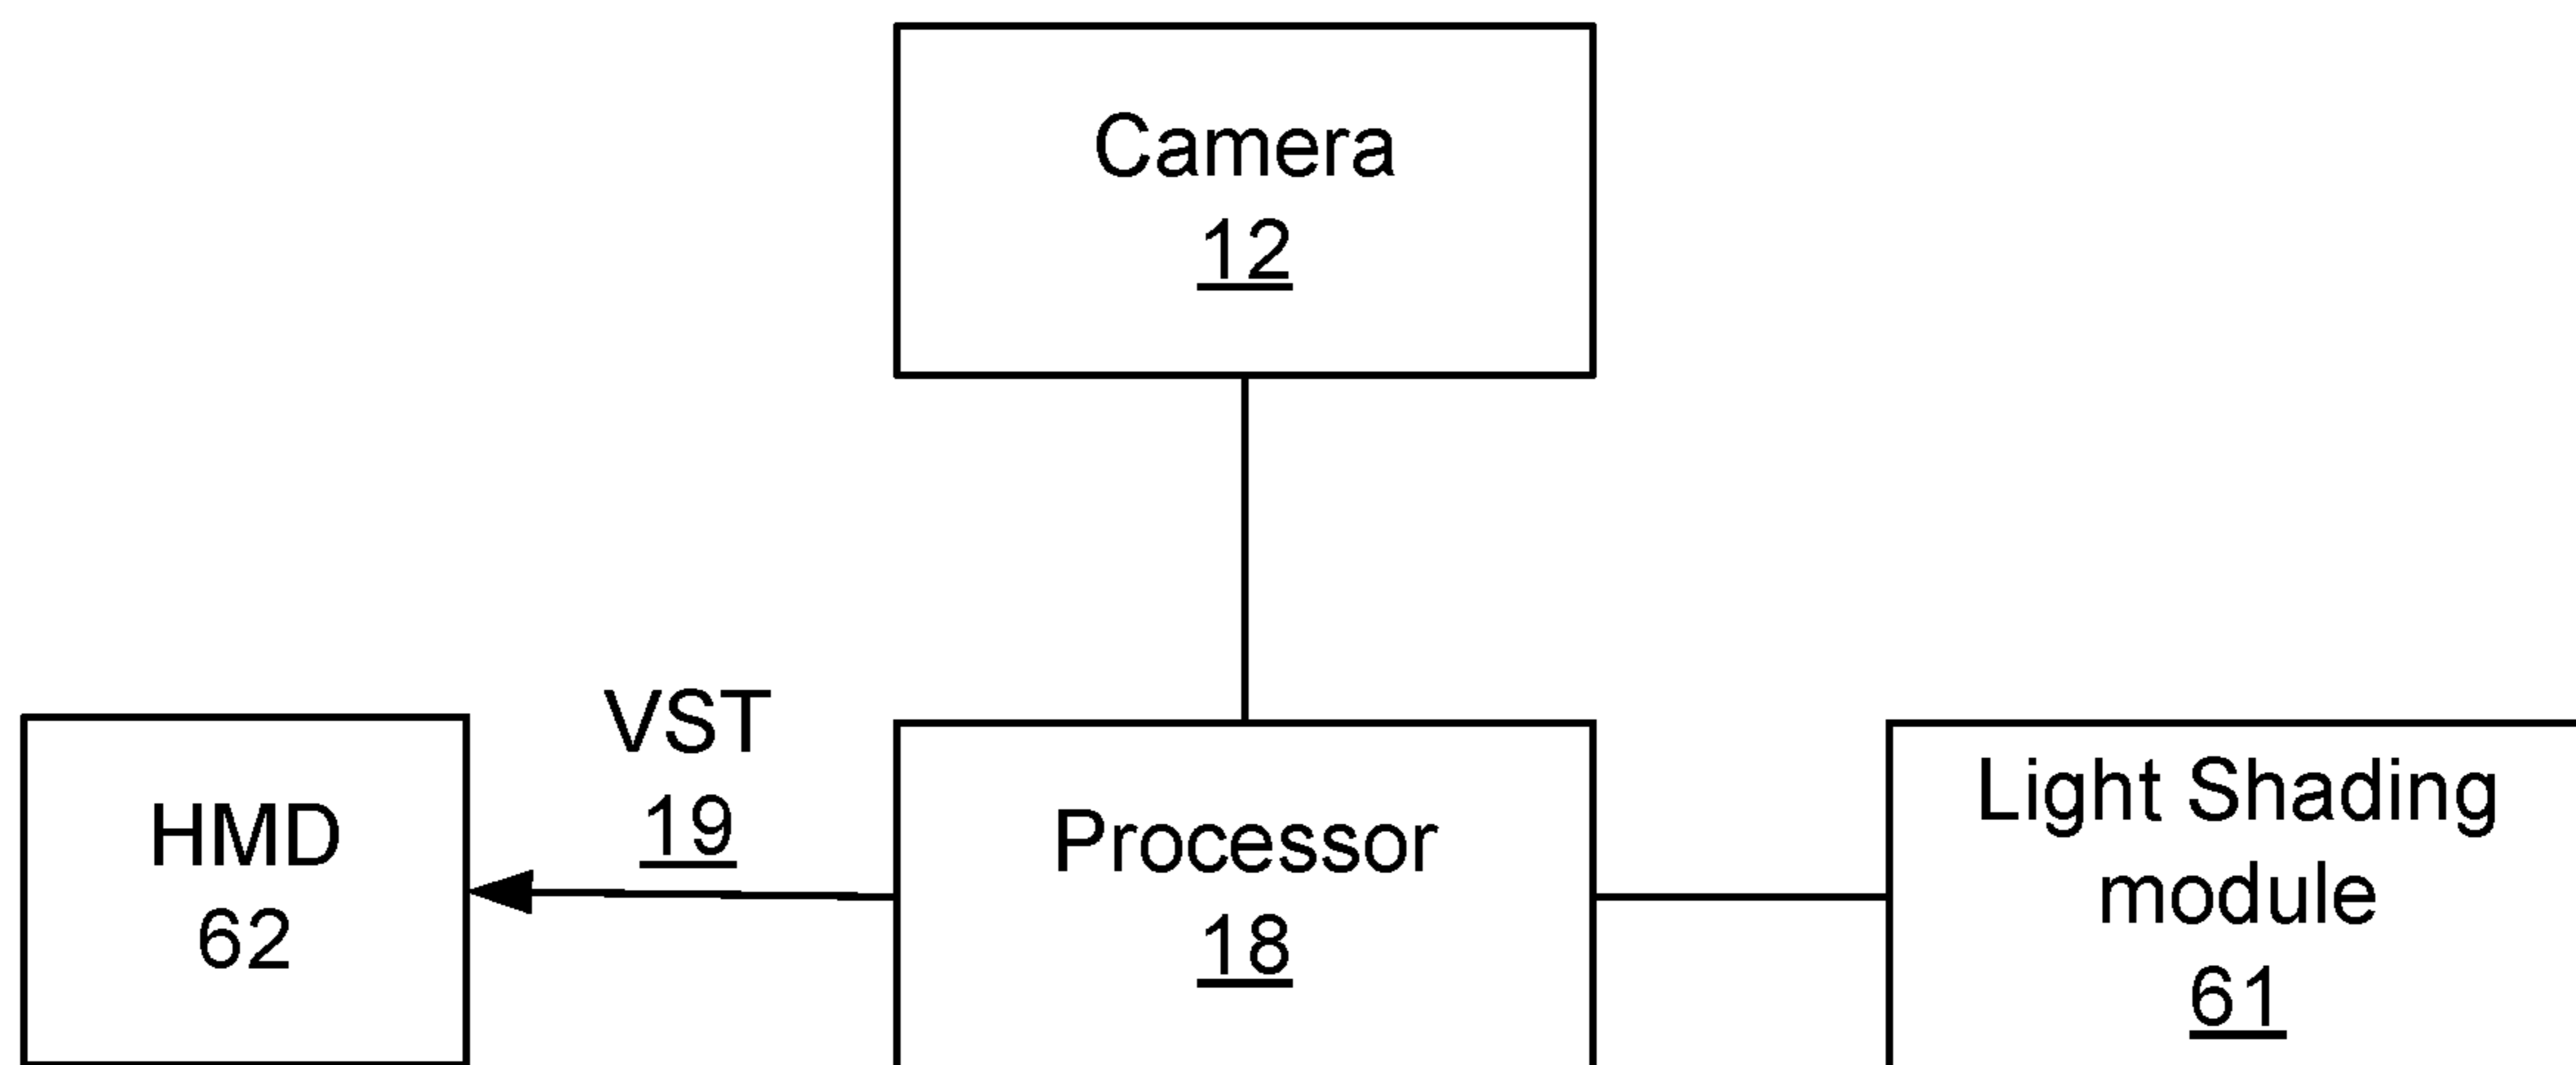 Camera
12
VST
19
HMD
62
Processor
18
Light Shading
module
61